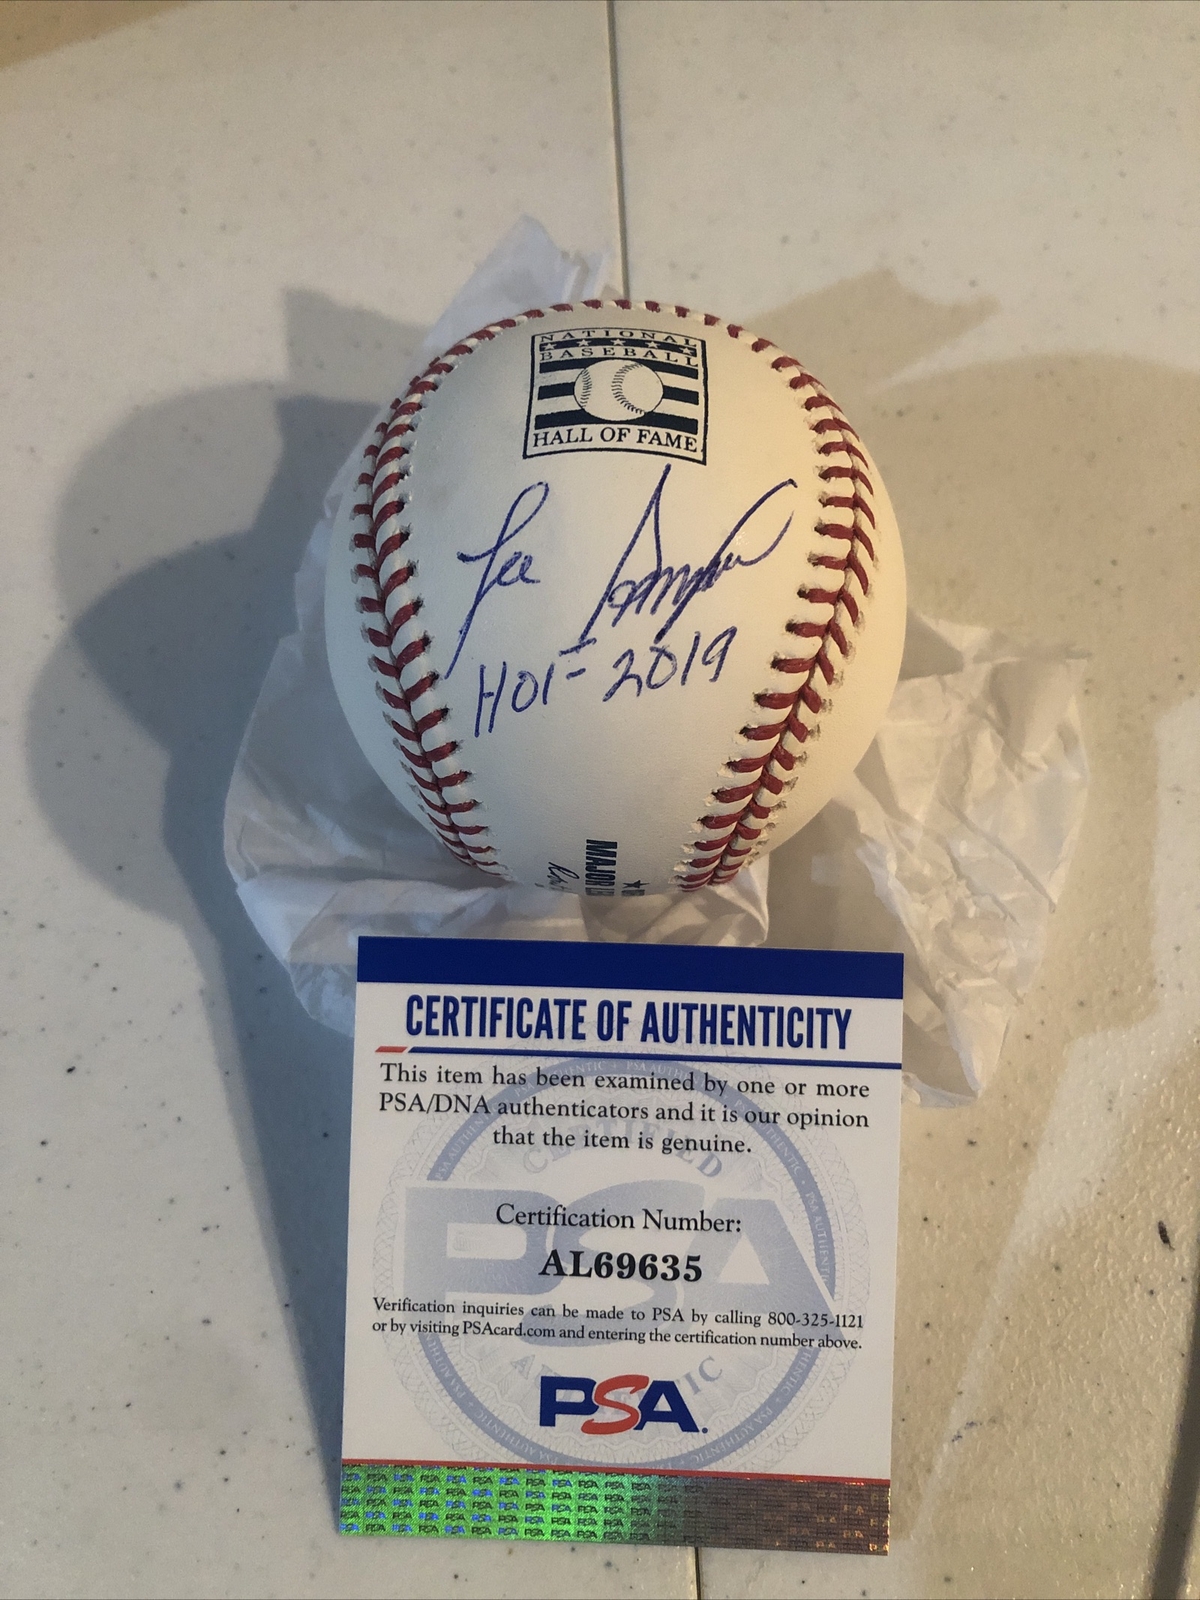 NATIONAL
BASEBALL
HALL OF FAME
Lee Smith
HOF 2019
MAJOR
CERTIFICATE OF AUTHENTICITY
This item has been examined by one or more
PSA/DNA authenticators and it is our opinion
that the item is genuine.
Certification Number:
AL69635
Verification inquiries can be made to PSA by calling 800-325-1121
or by visiting PSAcard.com and entering the certification number above.
PSA